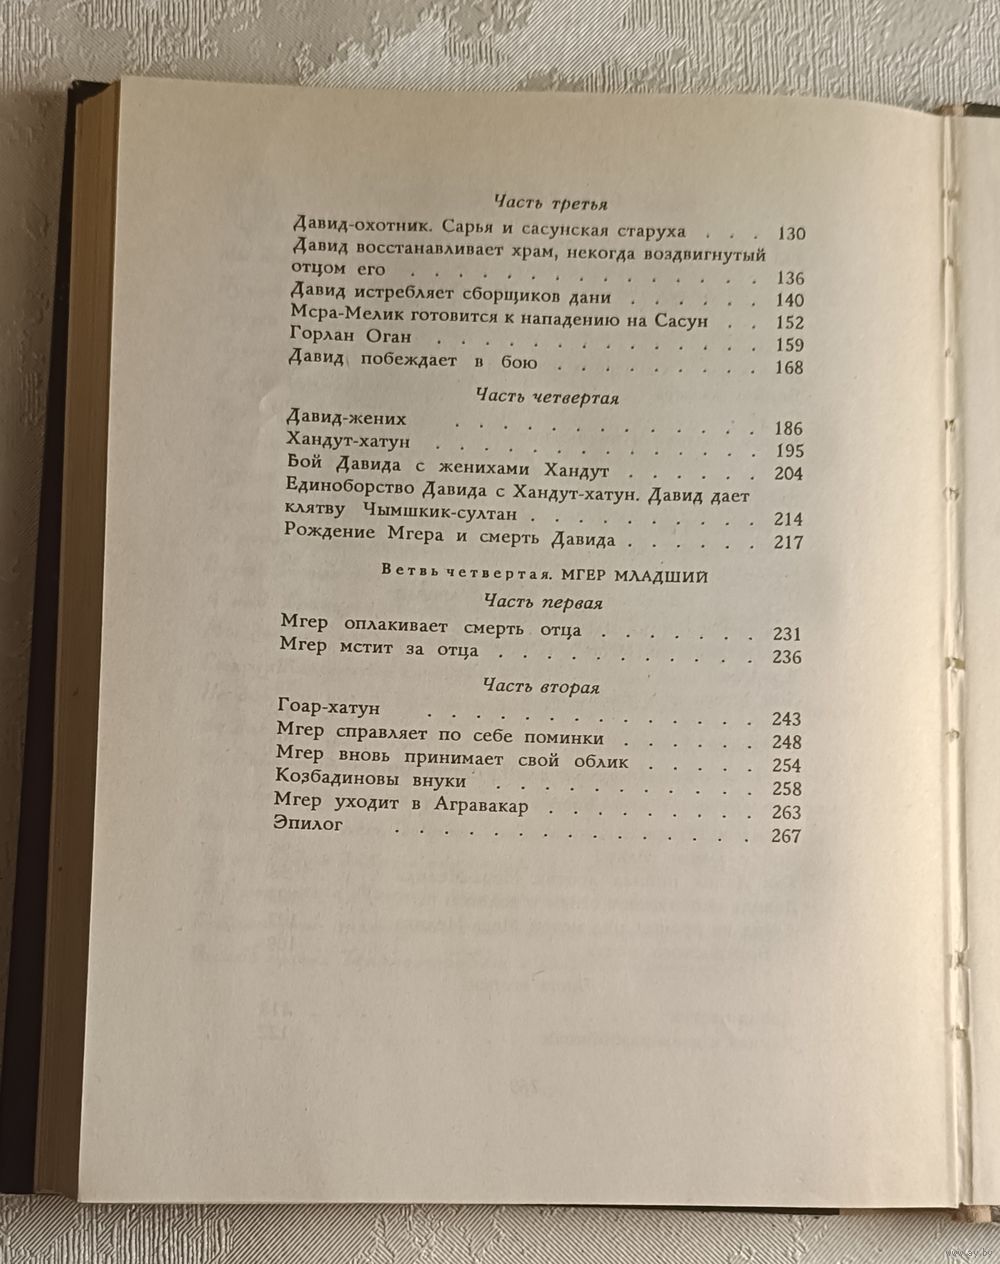 Часть третья
Давид-охотник. Сарья и сасунская старуха . . . 130
Давид восстанавливает храм, некогда воздвигнутый
отцом его . . . . . . . . . . . . . . . 136
Давид истребляет сборщиков дани . . . . . . 140
Мсра-Мелик готовится к нападению на Сасун . . 152
Горлан Оган . . . . . . . . . . . . . . 159
Давид побеждает в бою . . . . . . . . . 168
Часть четвертая
Давид-жених . . . . . . . . . . . . . 186
Хандут-хатун . . . . . . . . . . . . . . 195
Бой Давида с женихами Хандут . . . . . . 204
Единоборство Давида с Хандут-хатун. Давид дает
клятву Чымшкик-султан . . . . . . . . . . 214
Рождение Мгера и смерть Давида . . . . . . 217
Ветвь четвертая. МГЕР МЛАДШИЙ
Часть первая
Мгер оплакивает смерть отца . . . . . . . 231
Мгер мстит за отца . . . . . . . . . . . 236
Часть вторая
Гоар-хатун . . . . . . . . . . . . . . 243
Мгер справляет по себе поминки . . . . . . 248
Мгер вновь принимает свой облик . . . . . 254
Козбадиновы внуки . . . . . . . . . . . 258
Мгер уходит в Агравакар . . . . . . . . . 263
Эпилог . . . . . . . . . . . . . . . 267
www.ay.by